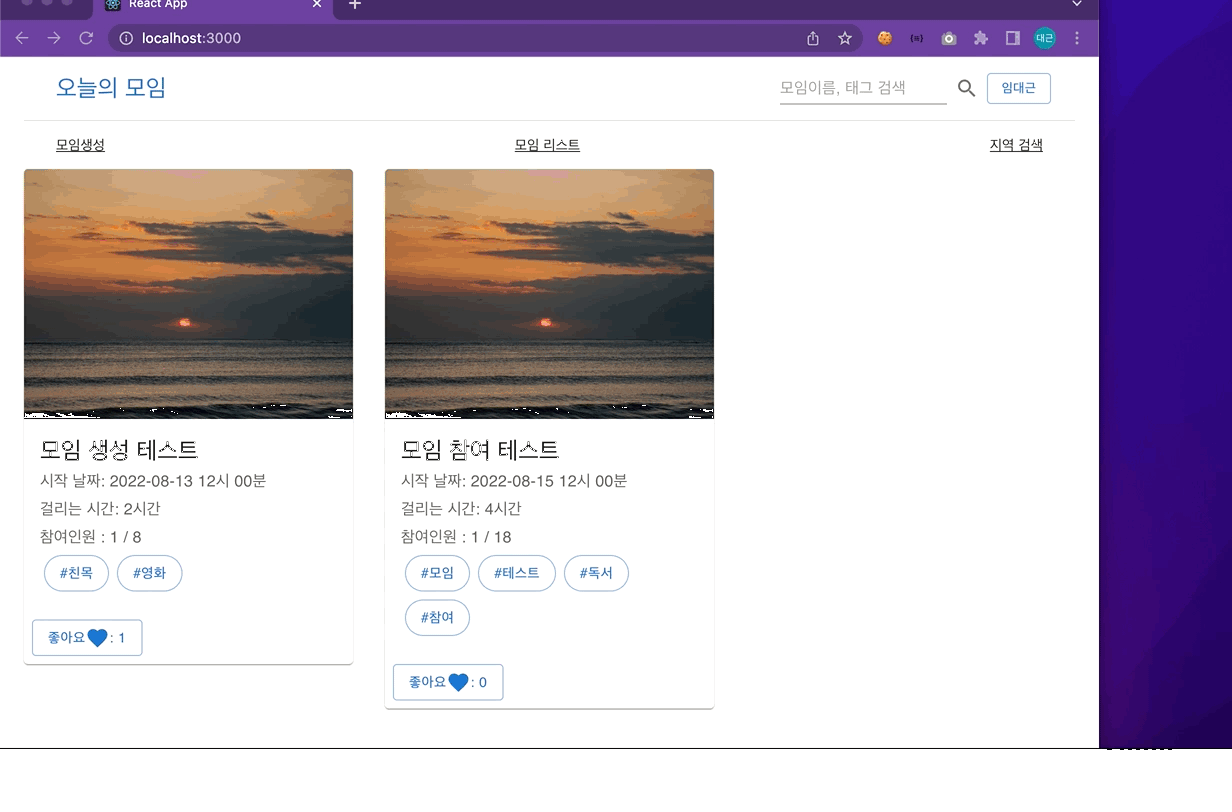 React App
localhost:3000
대근
오늘의 모임
모임이름, 태그 검색
임대근
모임생성
모임 리스트
지역 검색
모임 생성 테스트
시작 날짜: 2022-08-13 12시 00분
걸리는 시간: 2시간
참여인원 : 1 / 8
#친목 #영화
좋아요 : 1
모임 참여 테스트
시작 날짜: 2022-08-15 12시 00분
걸리는 시간: 4시간
참여인원 : 1 / 18
#모임 #테스트 #독서
#참여
좋아요 : 0